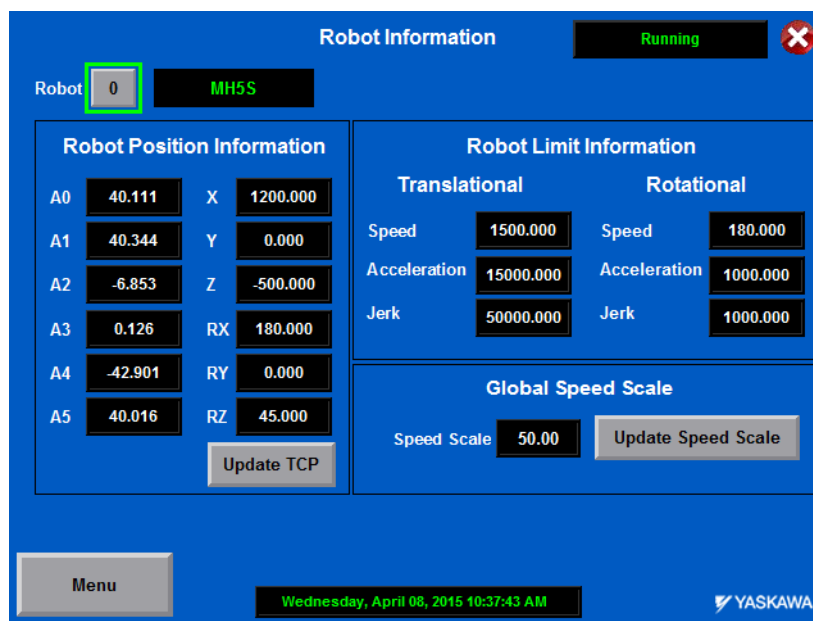 Robot Information
Running
Robot 0 MH5S
Robot Position Information
A0 40.111 X 1200.000
A1 40.344 Y 0.000
A2 -6.853 Z -500.000
A3 0.126 RX 180.000
A4 -42.901 RY 0.000
A5 40.016 RZ 45.000
Update TCP
Robot Limit Information
Translational Rotational
Speed 1500.000 Speed 180.000
Acceleration 15000.000 Acceleration 1000.000
Jerk 50000.000 Jerk 1000.000
Global Speed Scale
Speed Scale 50.00 Update Speed Scale
Menu
Wednesday, April 08, 2015 10:37:43 AM
YASKAWA